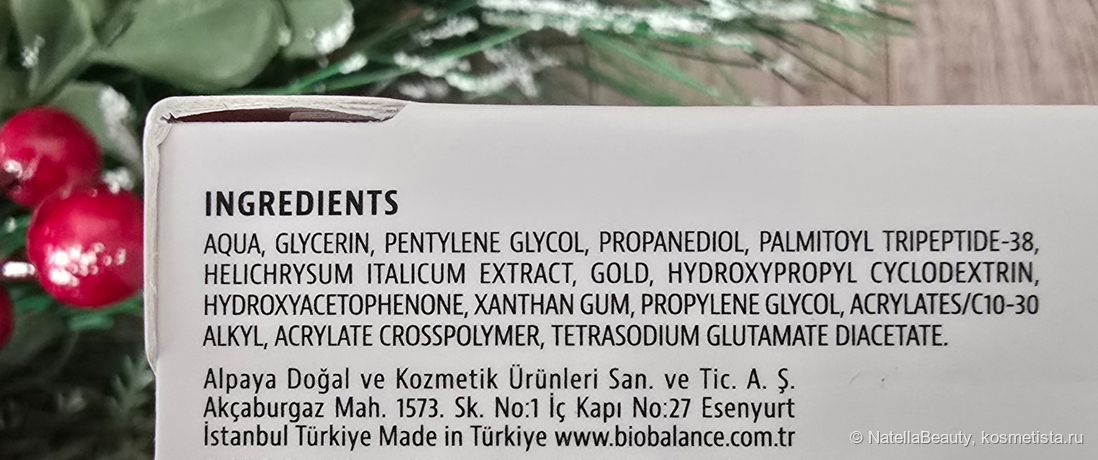 INGREDIENTS
AQUA, GLYCERIN, PENTYLENE GLYCOL, PROPANEDIOL, PALMITOYL TRIPEPTIDE-38,
HELICHRYSUM ITALICUM EXTRACT, GOLD, HYDROXYPROPYL CYCLODEXTRIN,
HYDROXYACETOPHENONE, XANTHAN GUM, PROPYLENE GLYCOL, ACRYLATES/C10-30
ALKYL, ACRYLATE CROSSPOLYMER, TETRASODIUM GLUTAMATE DIACETATE.
Alpaya Doğal ve Kozmetik Ürünleri San. ve Tic. A. Ş.
Akçaburgaz Mah. 1573. Sk. No:1 İç Kapı No:27 Esenyurt
İstanbul Türkiye Made in Türkiye www.biobalance.com.tr
© NatellaBeauty, kosmetista.ru